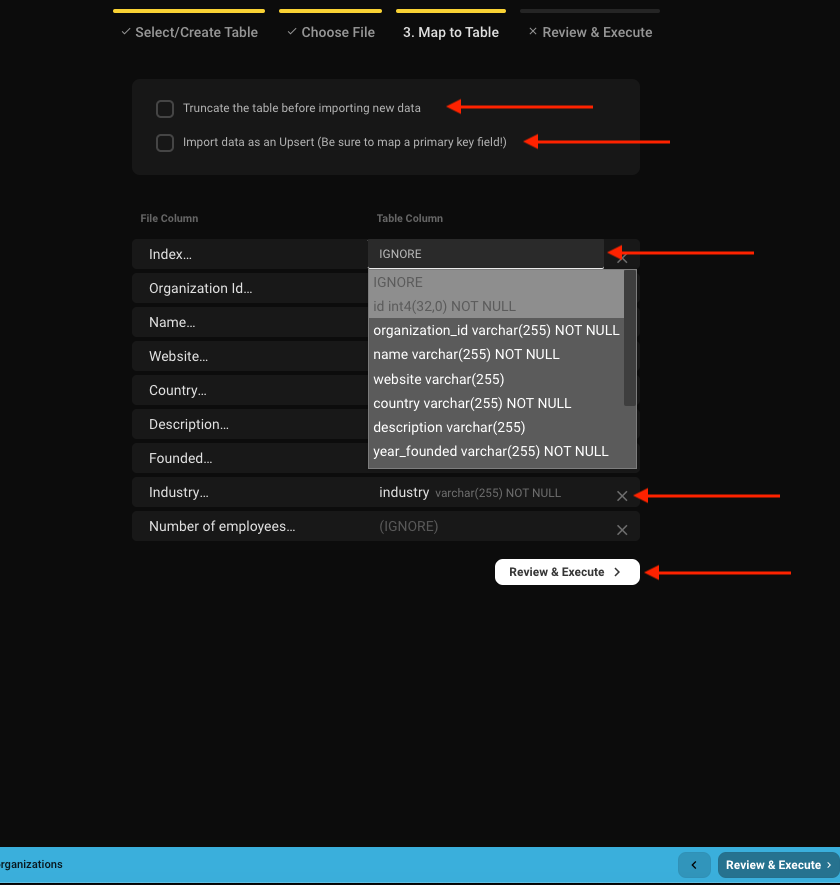 ✓ Select/Create Table ✓ Choose File 3. Map to Table × Review & Execute
Truncate the table before importing new data
Import data as an Upsert (Be sure to map a primary key field!)
File Column Table Column
Index... IGNORE
Organization Id...
Name...
Website...
Country...
Description...
Founded...
IGNORE
id int4(32,0) NOT NULL
organization_id varchar(255) NOT NULL
name varchar(255) NOT NULL
website varchar(255)
country varchar(255) NOT NULL
description varchar(255)
year_founded varchar(255) NOT NULL
Industry... industry varchar(255) NOT NULL
Number of employees... (IGNORE)
Review & Execute >
rganizations
< Review & Execute >